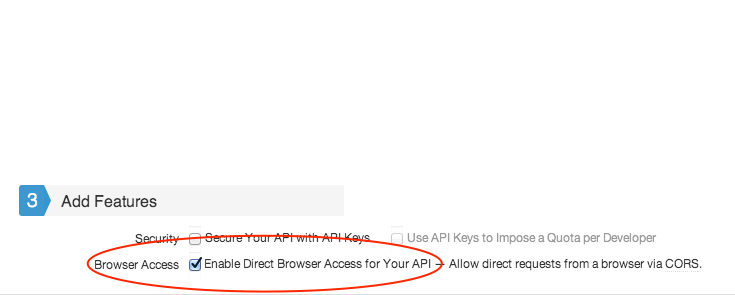 3 Add Features
Security Secure Your API with API Keys Use API Keys to Impose a Quota per Developer
Browser Access Enable Direct Browser Access for Your API – Allow direct requests from a browser via CORS.